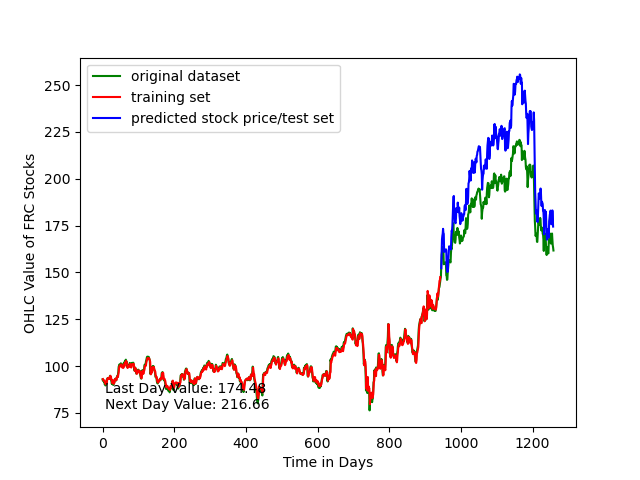 original dataset
training set
predicted stock price/test set
OHLC Value of FRC Stocks
250
225
200
175
150
125
100
75
Last Day Value: 174.48
Next Day Value: 216.66
0 200 400 600 800 1000 1200
Time in Days